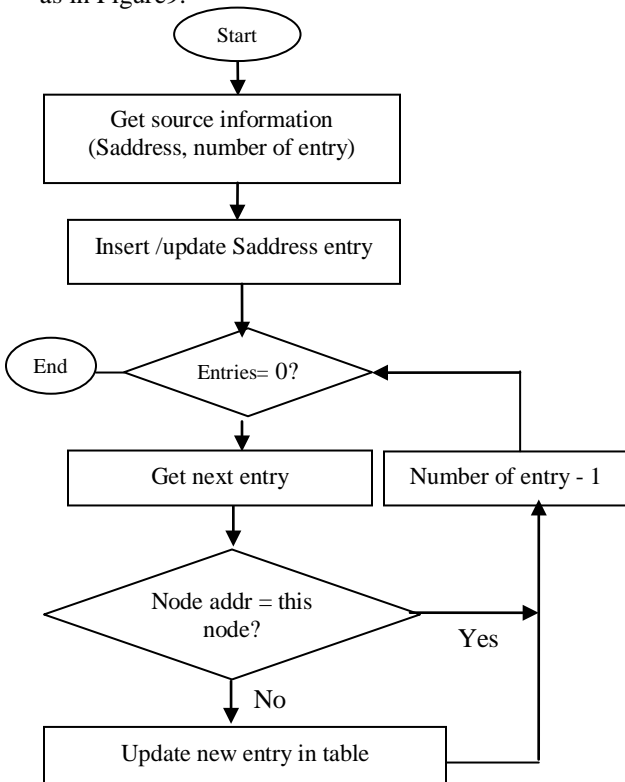 as in Figure9.
Start
Get source information
(Saddress, number of entry)
Insert /update Saddress entry
End
Entries= 0?
Get next entry
Number of entry - 1
Node addr = this
node?
Yes
No
Update new entry in table